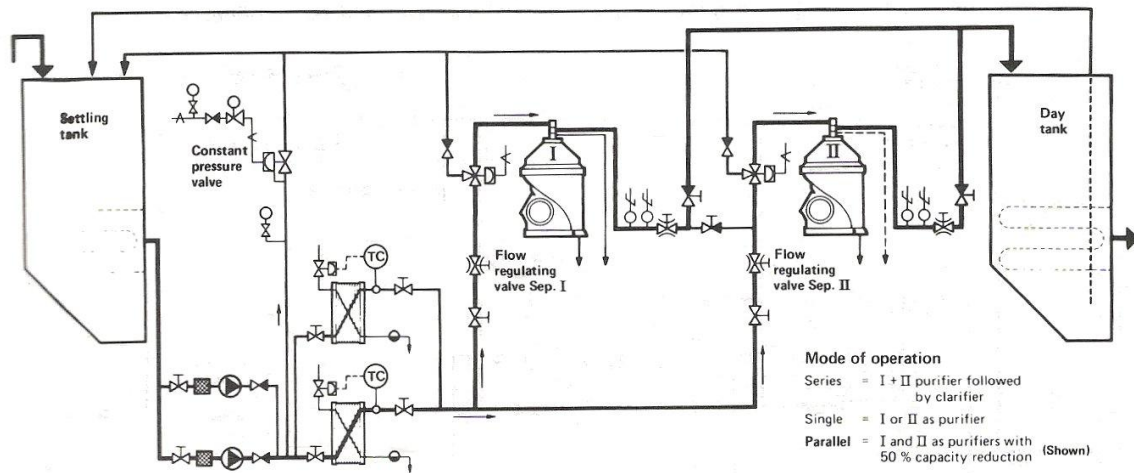 Settling
tank
Constant
pressure
valve
TC
TC
I
Flow
regulating
valve Sep. I
II
Flow
regulating
valve Sep. II
Day
tank
Mode of operation
Series = I + II purifier followed
by clarifier
Single = I or II as purifier
Parallel = I and II as purifiers with
50 % capacity reduction (Shown)